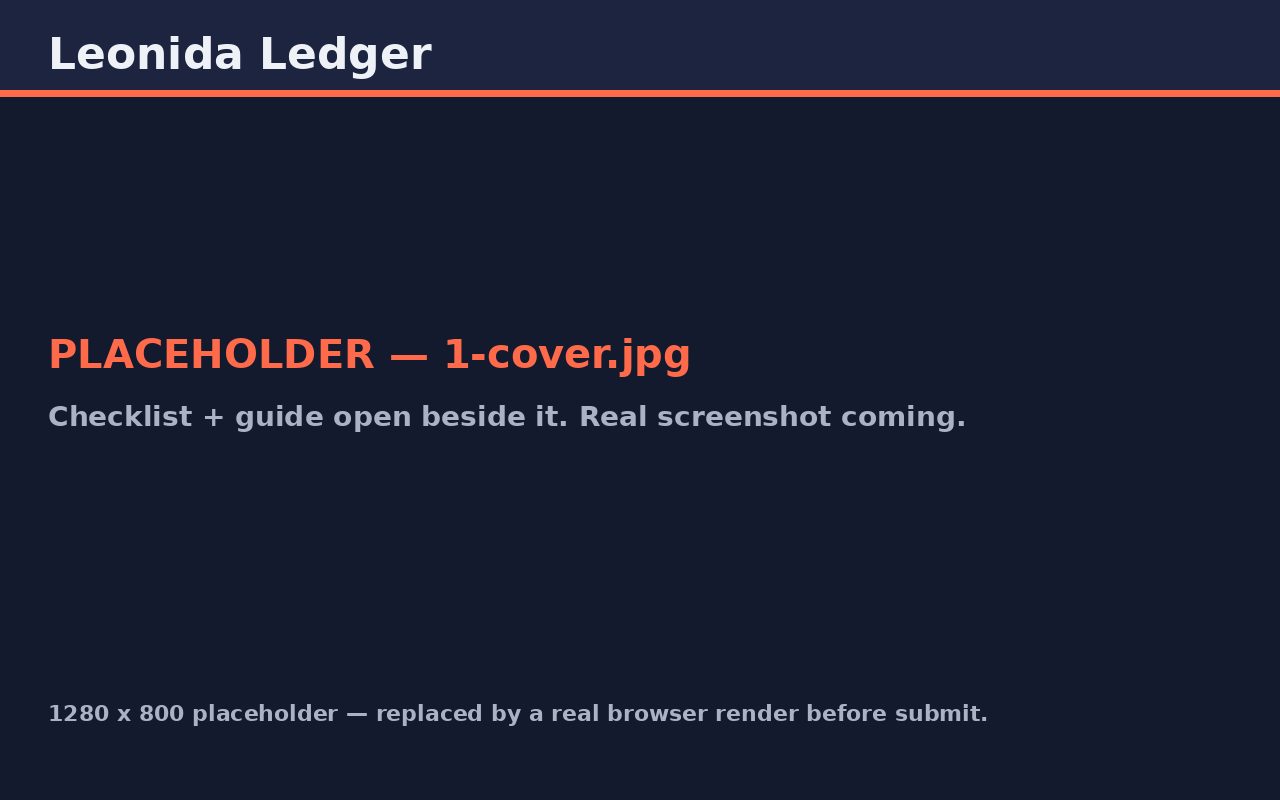 Leonida Ledger
PLACEHOLDER — 1-cover.jpg
Checklist + guide open beside it. Real screenshot coming.
1280 x 800 placeholder — replaced by a real browser render before submit.